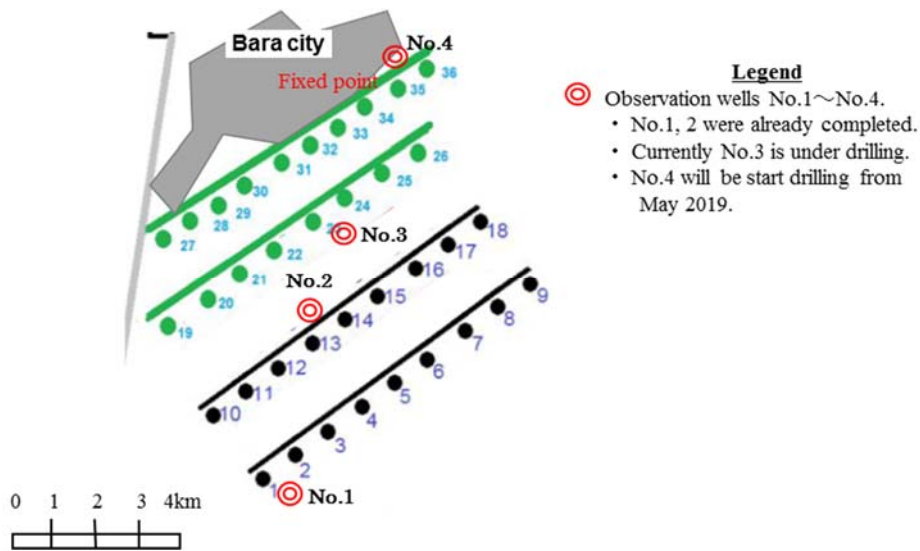 Bara city
No.4
Fixed point
36
35
34
33
32
31
30
29
28
27
26
25
24
23
22
21
20
19
No.3
No.2
18
17
16
15
14
13
12
11
10
9
8
7
6
5
4
3
2
1
No.1
0 1 2 3 4km
Legend
Observation wells No.1～No.4.
・ No.1, 2 were already completed.
・ Currently No.3 is under drilling.
・ No.4 will be start drilling from
May 2019.